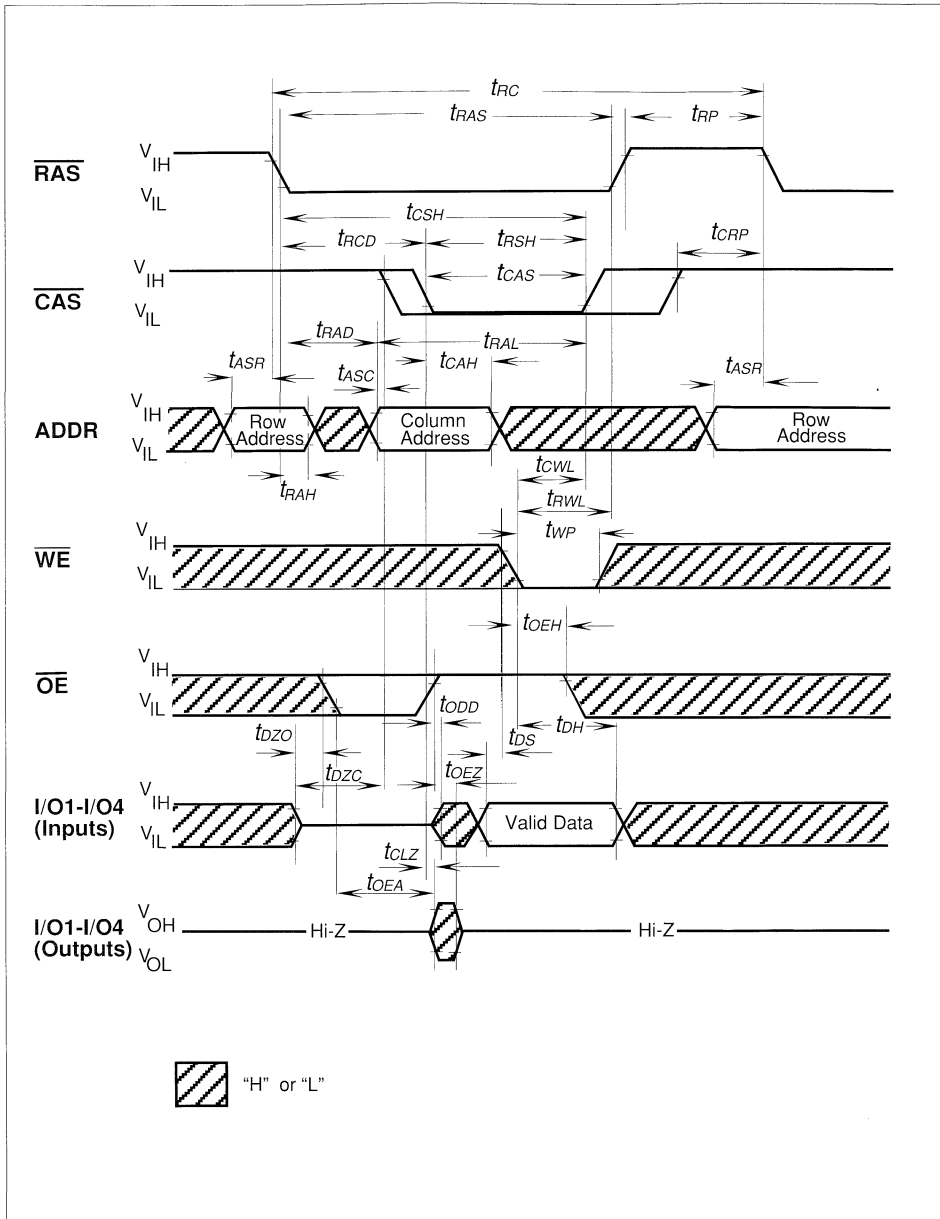 tRC
tRAS
tRP
RAS
VIH
VIL
tCSH
tRCD
tRSH
tCRP
CAS
VIH
VIL
tCAS
tRAD
tRAL
tASR
tASC
tCAH
tASR
ADDR
VIH
VIL
Row Address
Column Address
Row Address
tRAH
tCWL
tRWL
tWP
WE
VIH
VIL
tOEH
OE
VIH
VIL
tODD
tDZO
tDS
tDH
tDZC
tOEZ
I/O1-I/O4 (Inputs)
VIH
VIL
Valid Data
tCLZ
tOEA
I/O1-I/O4 (Outputs)
VOH
VOL
Hi-Z
Hi-Z
"H" or "L"